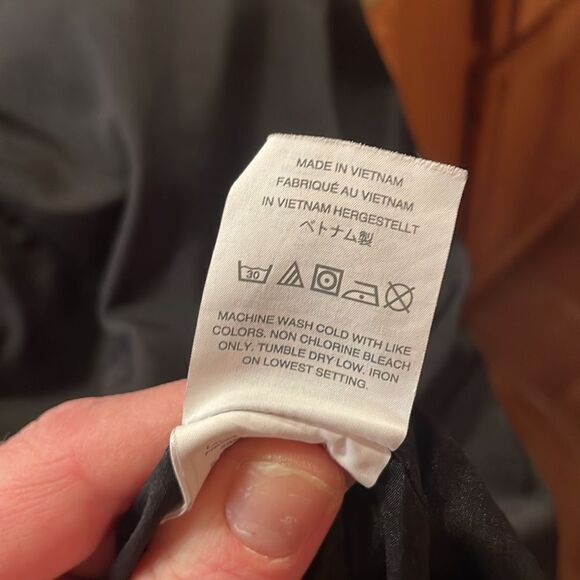 MADE IN VIETNAM
FABRIQUÉ AU VIETNAM
IN VIETNAM HERGESTELLT
ベトナム製
30
MACHINE WASH COLD WITH LIKE
COLORS. NON CHLORINE BLEACH
ONLY. TUMBLE DRY LOW. IRON
ON LOWEST SETTING.